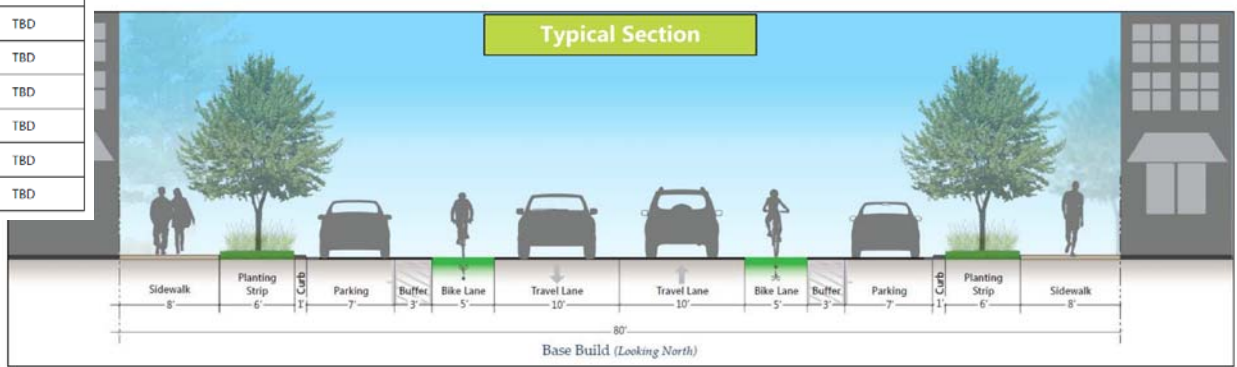 TBD
TBD
TBD
TBD
TBD
TBD
Typical Section
Sidewalk
8'
Planting
Strip
6'
Curb
1'
Parking
7'
Buffer
3'
Bike Lane
5'
Travel Lane
10'
Travel Lane
10'
Bike Lane
5'
Buffer
3'
Parking
7'
Curb
1'
Planting
Strip
6'
Sidewalk
8'
80'
Base Build (Looking North)